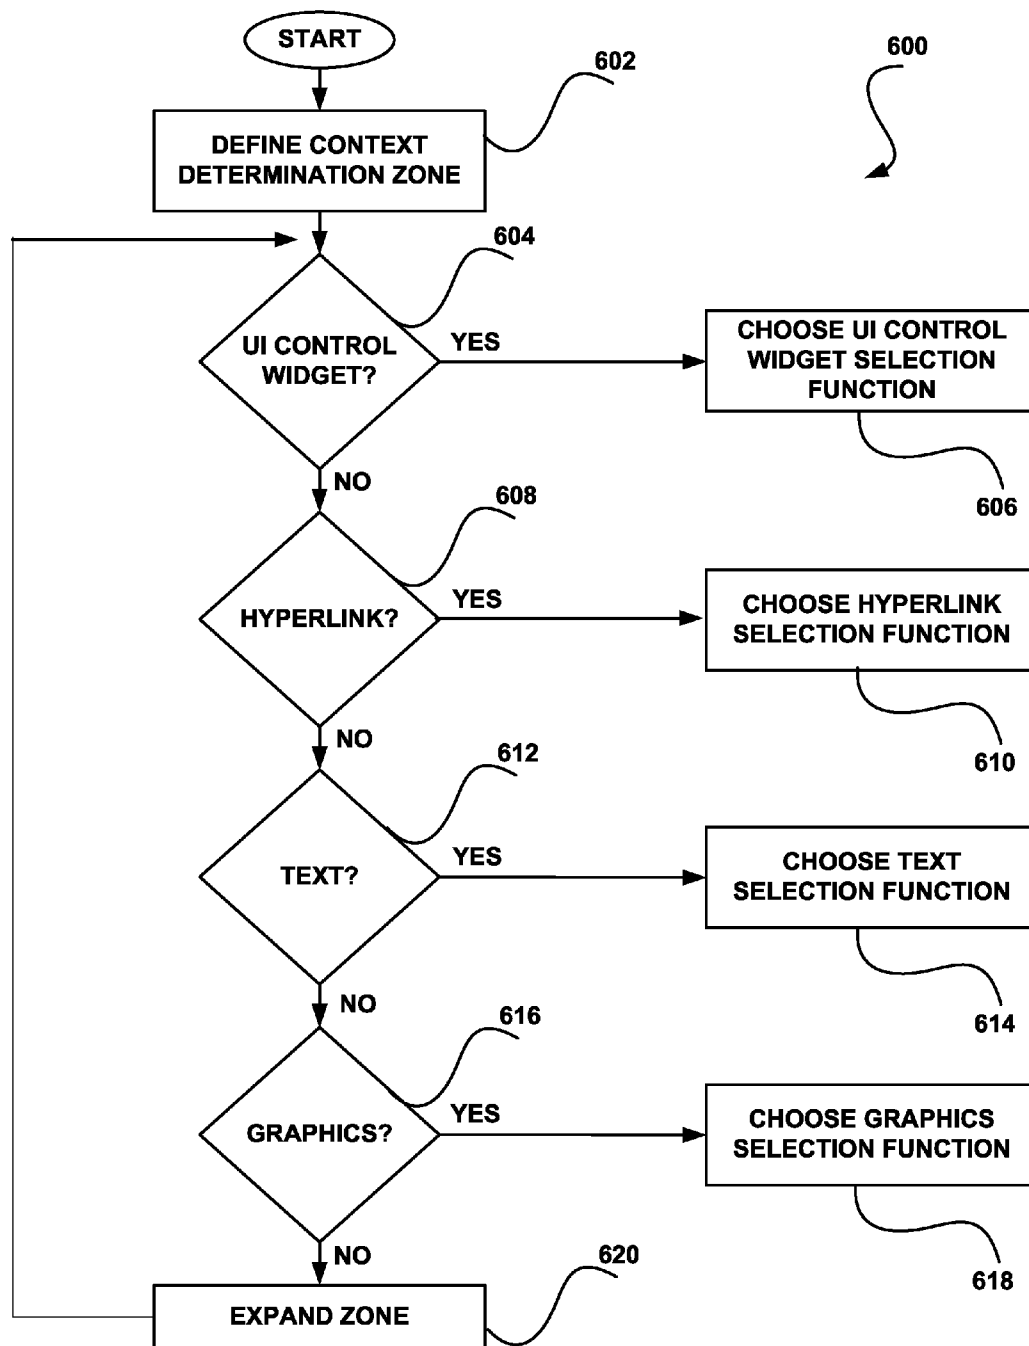 START
600
602
DEFINE CONTEXT
DETERMINATION ZONE
604
UI CONTROL
WIDGET?
YES
CHOOSE UI CONTROL
WIDGET SELECTION
FUNCTION
606
NO
608
HYPERLINK?
YES
CHOOSE HYPERLINK
SELECTION FUNCTION
610
NO
612
TEXT?
YES
CHOOSE TEXT
SELECTION FUNCTION
614
NO
616
GRAPHICS?
YES
CHOOSE GRAPHICS
SELECTION FUNCTION
618
NO
620
EXPAND ZONE